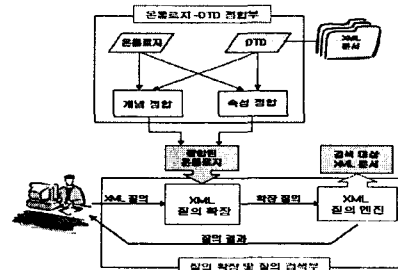 온톨로지-DTD 정합부
온톨로지
DTD
XML
문서
개념 정합
속성 정합
정합된
온톨로지
검색 대상
XML 문서
XML 질의
XML
질의 확장
확장 질의
XML
질의 엔진
질의 결과
질의 확장 및 질의 검색부